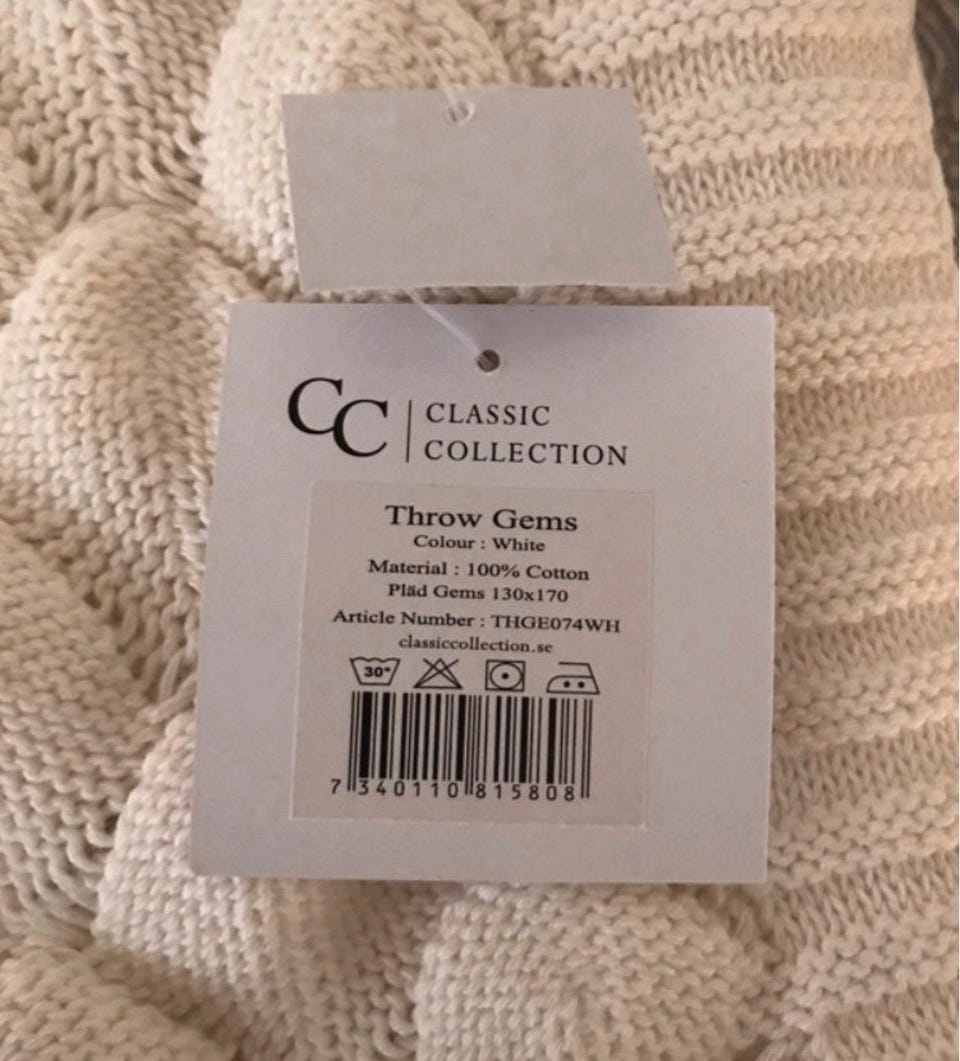 CC
CLASSIC
COLLECTION
Throw Gems
Colour : White
Material : 100% Cotton
Pläd Gems 130x170
Article Number : THGE074WH
classiccollection.se
30°
7 340110 815808